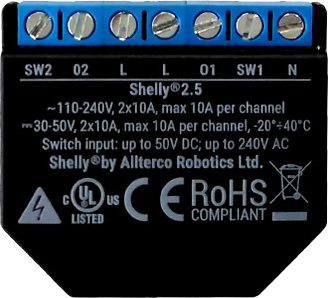 SW2 02 L L O1 SW1 N
Shelly®2.5
~110-240V, 2x10A, max 10A per channel
⎓30-50V, 2x10A, max 10A per channel, -20°÷40°C
Switch input: up to 50V DC; up to 240V AC
Shelly®by Allterco Robotics Ltd.
c UL us LISTED CE FC RoHS COMPLIANT